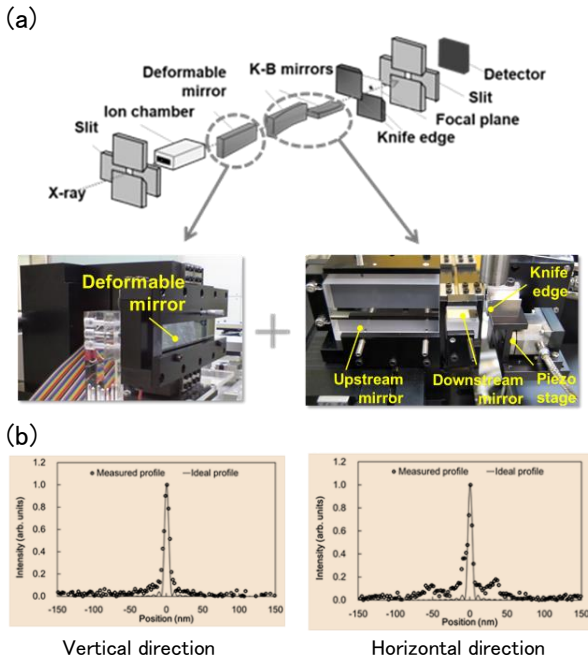 (a)
Deformable
mirror
K-B mirrors
Detector
Slit
Focal plane
Knife edge
Ion chamber
Slit
X-ray
Deformable
mirror
Knife
edge
Upstream
mirror
Downstream
mirror
Piezo
stage
(b)
Intensity (arb. units)
1.2
1.0
0.8
0.6
0.4
0.2
0.0
Measured profile
Ideal profile
-150 -100 -50 0 50 100 150
Position (nm)
Vertical direction
Intensity (arb. units)
1.2
1.0
0.8
0.6
0.4
0.2
0.0
Measured profile
Ideal profile
-150 -100 -50 0 50 100 150
Position (nm)
Horizontal direction